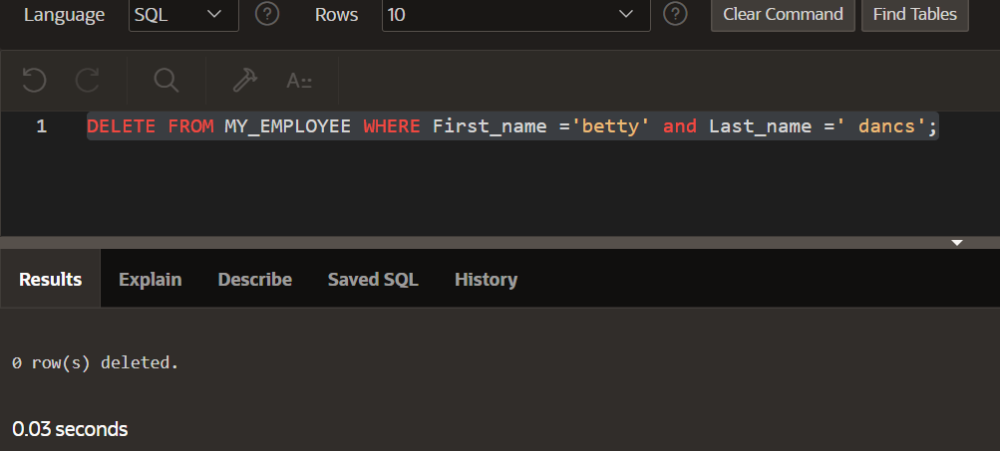 Language SQL ? Rows 10 ? Clear Command Find Tables
A::
1 DELETE FROM MY_EMPLOYEE WHERE First_name ='betty' and Last_name =' dancs';
Results Explain Describe Saved SQL History
0 row(s) deleted.
0.03 seconds